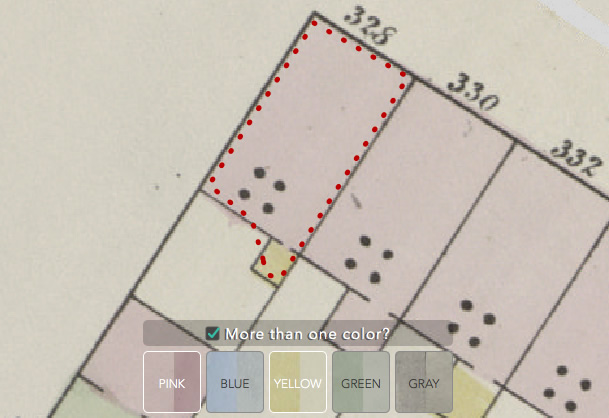 328
330
332
More than one color?
PINK
BLUE
YELLOW
GREEN
GRAY